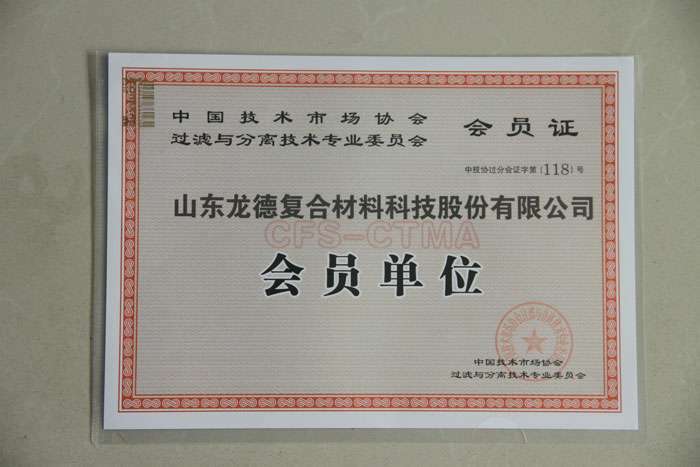 中国技术市场协会
过滤与分离技术专业委员会
会员证
中技协过分会证字第[118]号
山东龙德复合材料科技股份有限公司
CFS-CTMA
会员单位
中国技术市场协会
过滤与分离技术专业委员会